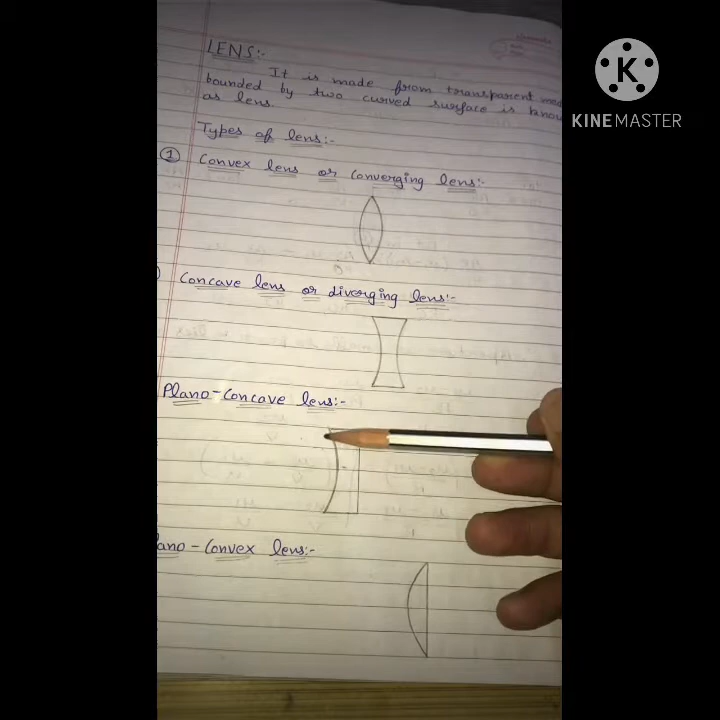 LENS:-
It is made from transparent
bounded by two curved surface is
as lens.
Types of lens:-
1 Convex lens or converging lens:-
Concave lens or diverging lens:-
Plano-Concave lens:-
ano-Convex lens:-
K
KINEMASTER